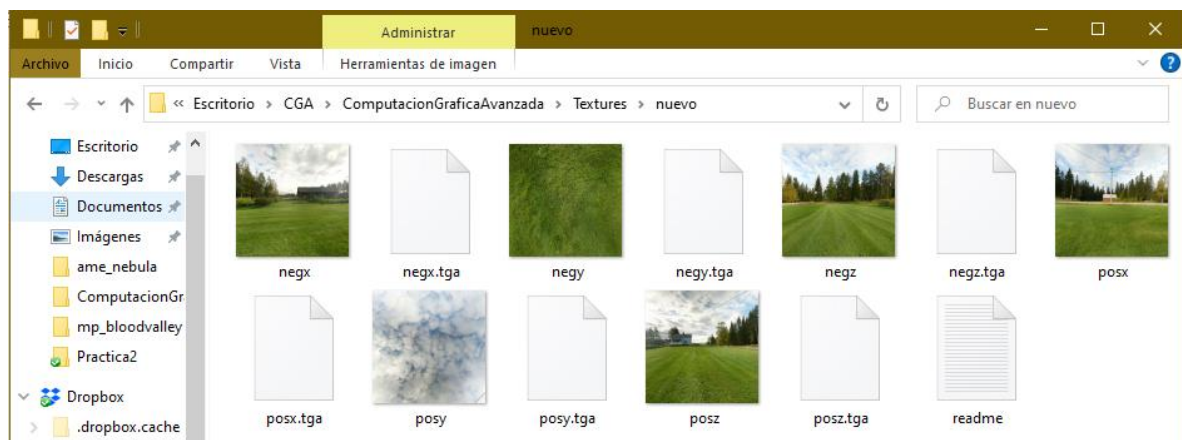 Administrar
nuevo
Archivo
Inicio
Compartir
Vista
Herramientas de imagen
« Escritorio > CGA > ComputacionGraficaAvanzada > Textures > nuevo
Buscar en nuevo
Escritorio
Descargas
Documentos
Imágenes
ame_nebula
ComputacionGr
mp_bloodvalley
Practica2
Dropbox
.dropbox.cache
negx
negx.tga
negy
negy.tga
negz
negz.tga
posx
posx.tga
posy
posy.tga
posz
posz.tga
readme